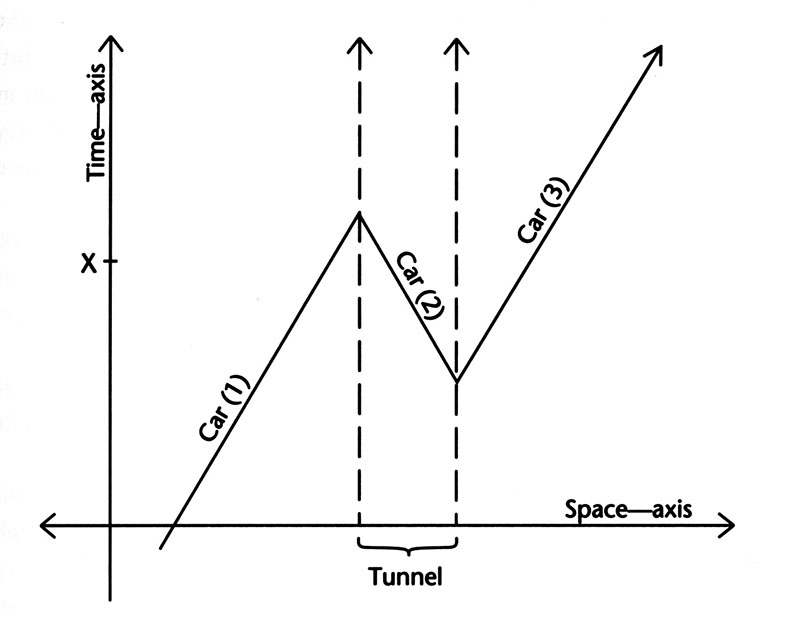 Time—axis
X
Car (1)
Car (2)
Car (3)
Space—axis
Tunnel